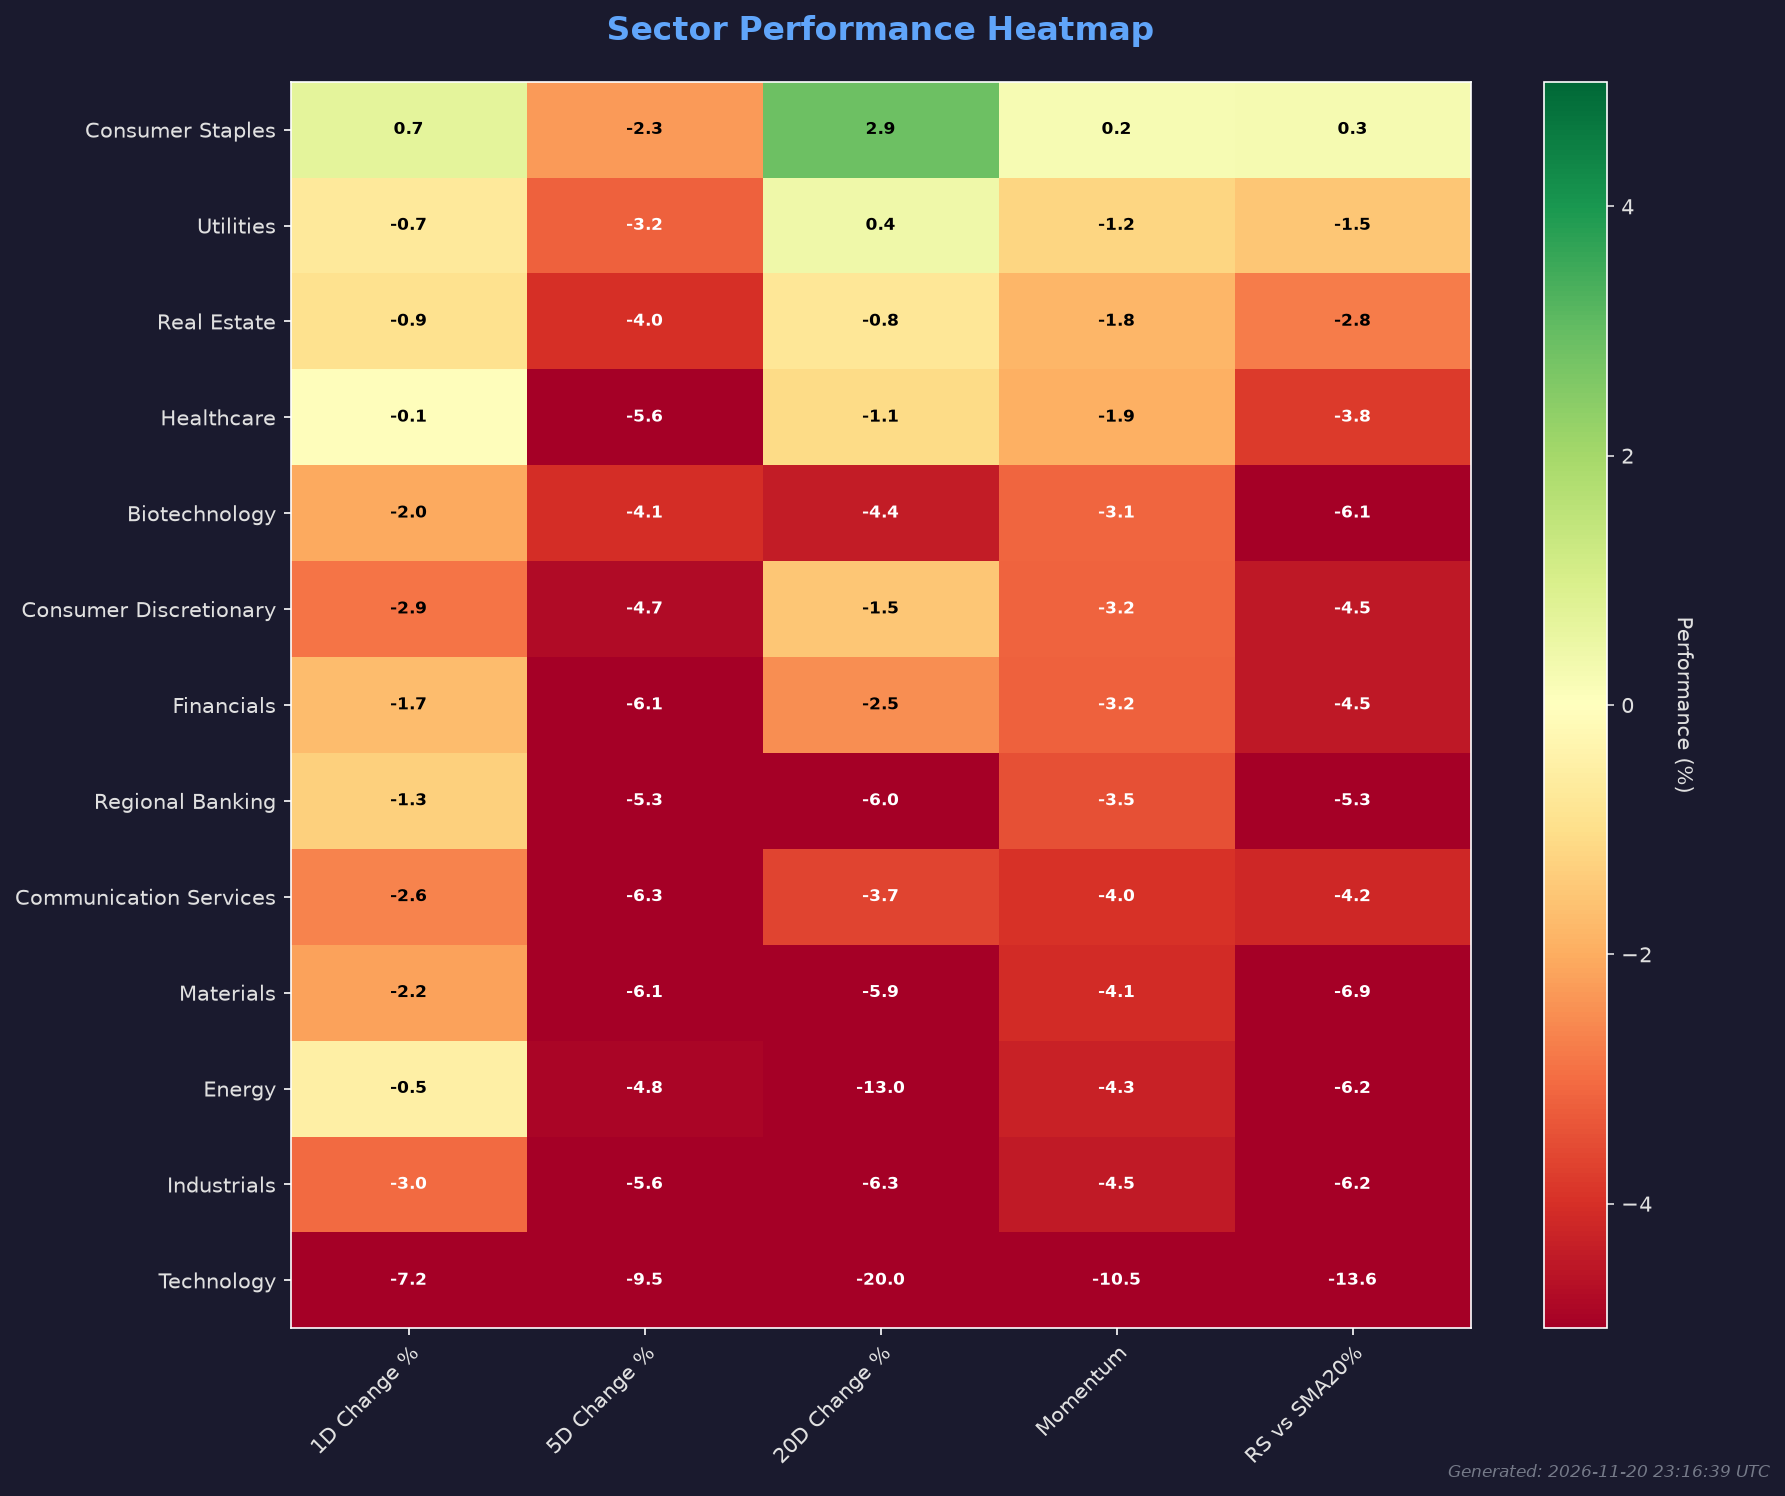 Sector Performance Heatmap
Consumer Staples 0.7 -2.3 2.9 0.2 0.3
Utilities -0.7 -3.2 0.4 -1.2 -1.5
Real Estate -0.9 -4.0 -0.8 -1.8 -2.8
Healthcare -0.1 -5.6 -1.1 -1.9 -3.8
Biotechnology -2.0 -4.1 -4.4 -3.1 -6.1
Consumer Discretionary -2.9 -4.7 -1.5 -3.2 -4.5
Financials -1.7 -6.1 -2.5 -3.2 -4.5
Regional Banking -1.3 -5.3 -6.0 -3.5 -5.3
Communication Services -2.6 -6.3 -3.7 -4.0 -4.2
Materials -2.2 -6.1 -5.9 -4.1 -6.9
Energy -0.5 -4.8 -13.0 -4.3 -6.2
Industrials -3.0 -5.6 -6.3 -4.5 -6.2
Technology -7.2 -9.5 -20.0 -10.5 -13.6
1D Change % 5D Change % 20D Change % Momentum RS vs SMA20%
4
2
0
−2
−4
Performance (%)
Generated: 2026-11-20 23:16:39 UTC